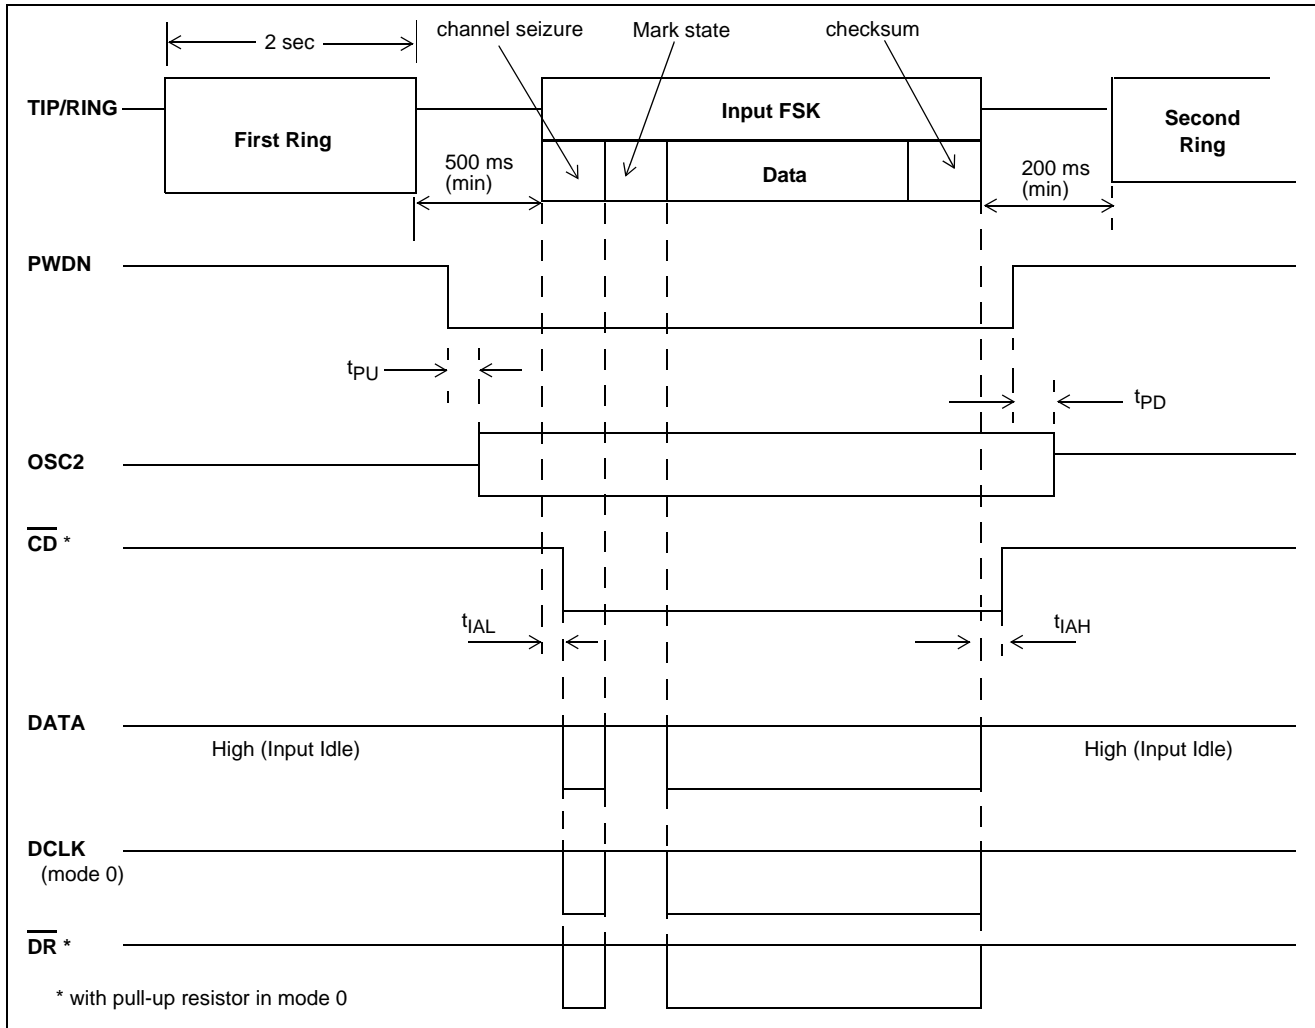 channel seizure
Mark state
checksum
2 sec
TIP/RING
First Ring
500 ms
(min)
Input FSK
Data
200 ms
(min)
Second
Ring
PWDN
tPU
tPD
OSC2
CD *
tIAL
tIAH
DATA
High (Input Idle)
High (Input Idle)
DCLK
(mode 0)
DR *
* with pull-up resistor in mode 0